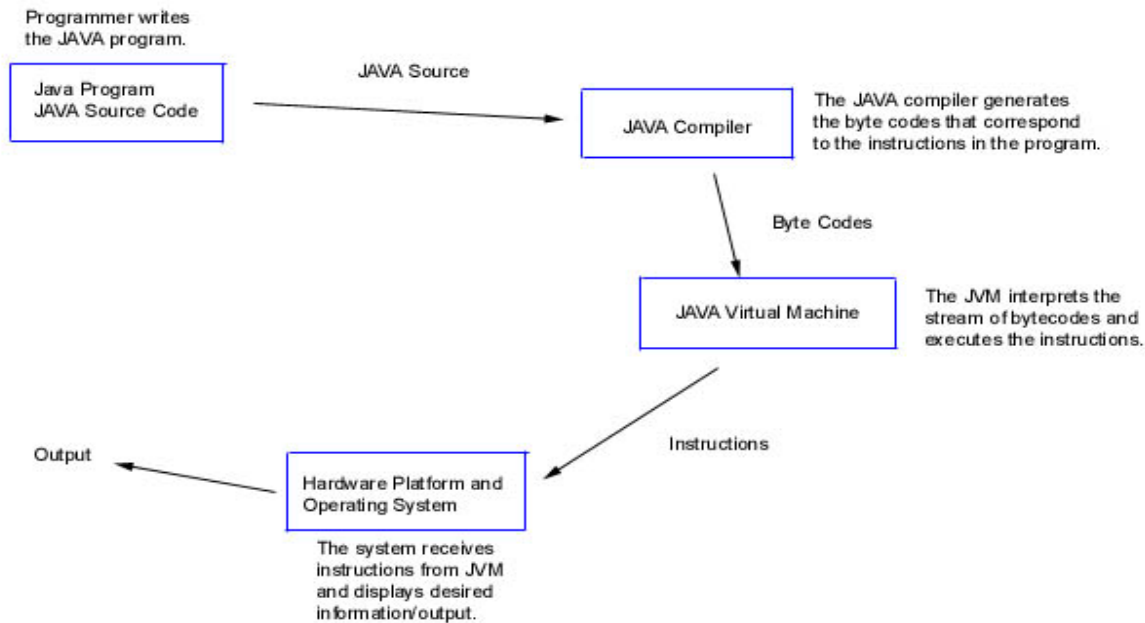 Programmer writes
the JAVA program.
Java Program
JAVA Source Code
JAVA Source
JAVA Compiler
The JAVA compiler generates
the byte codes that correspond
to the instructions in the program.
Byte Codes
JAVA Virtual Machine
The JVM interprets the
stream of bytecodes and
executes the instructions.
Instructions
Output
Hardware Platform and
Operating System
The system receives
instructions from JVM
and displays desired
information/output.